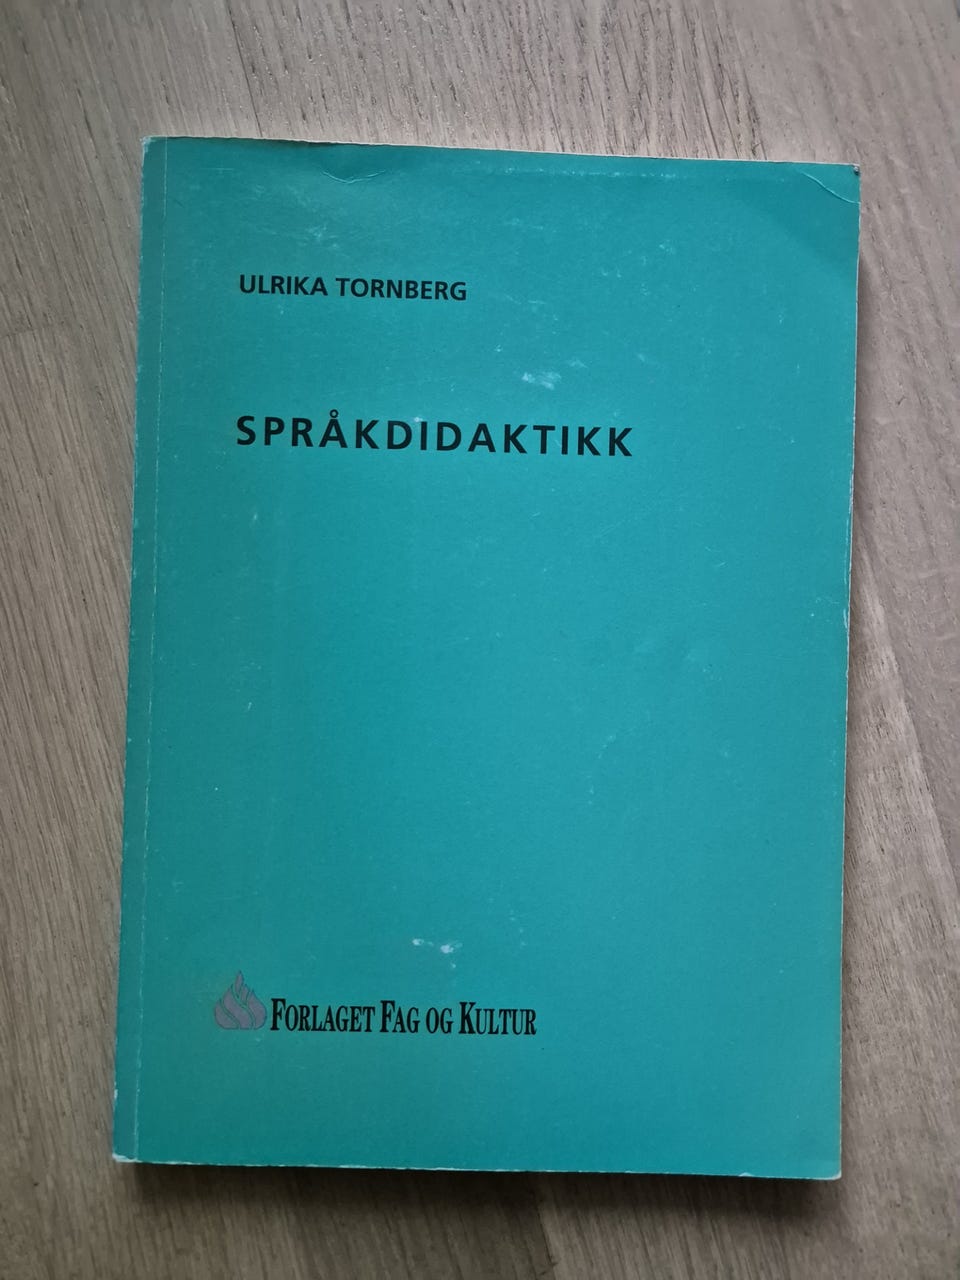 ULRIKA TORNBERG
SPRÅKDIDAKTIKK
FORLAGET FAG OG KULTUR